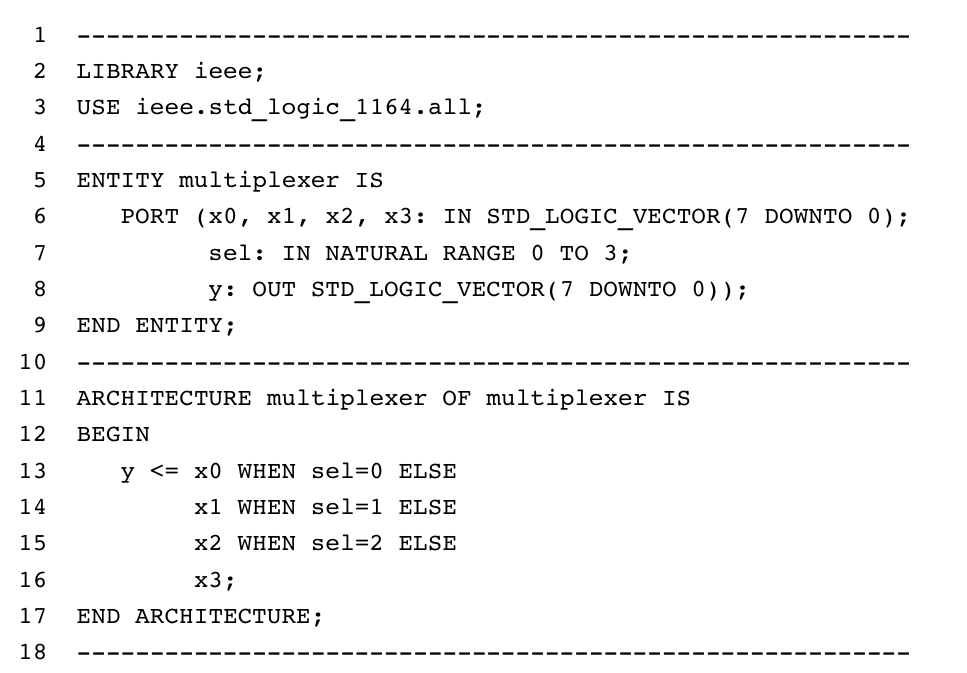 1 ---------------------------------------------------------
2 LIBRARY ieee;
3 USE ieee.std_logic_1164.all;
4 ---------------------------------------------------------
5 ENTITY multiplexer IS
6    PORT (x0, x1, x2, x3: IN STD_LOGIC_VECTOR(7 DOWNTO 0);
7          sel: IN NATURAL RANGE 0 TO 3;
8          y: OUT STD_LOGIC_VECTOR(7 DOWNTO 0));
9 END ENTITY;
10 ---------------------------------------------------------
11 ARCHITECTURE multiplexer OF multiplexer IS
12 BEGIN
13    y <= x0 WHEN sel=0 ELSE
14         x1 WHEN sel=1 ELSE
15         x2 WHEN sel=2 ELSE
16         x3;
17 END ARCHITECTURE;
18 ---------------------------------------------------------